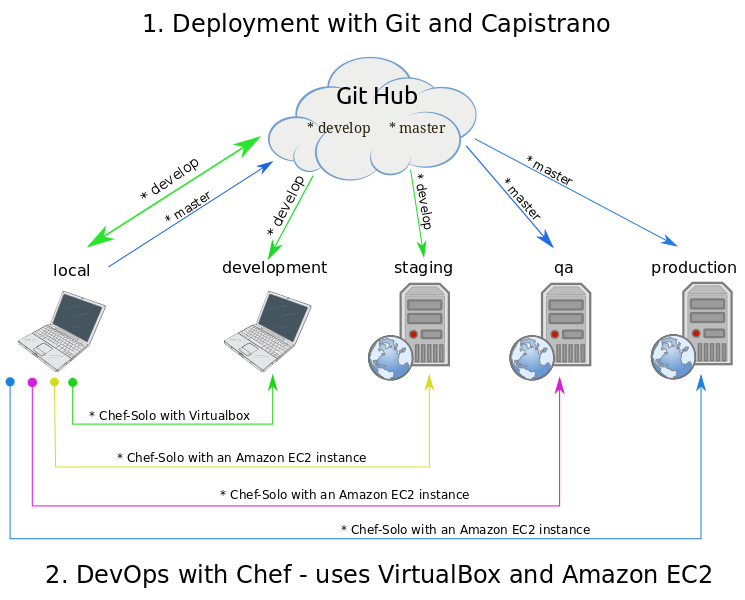 1. Deployment with Git and Capistrano
Git Hub
* develop * master
* develop
* master
* develop
* develop
* master
* master
local
development
staging
qa
production
* Chef-Solo with Virtualbox
* Chef-Solo with an Amazon EC2 instance
* Chef-Solo with an Amazon EC2 instance
* Chef-Solo with an Amazon EC2 instance
2. DevOps with Chef - uses VirtualBox and Amazon EC2